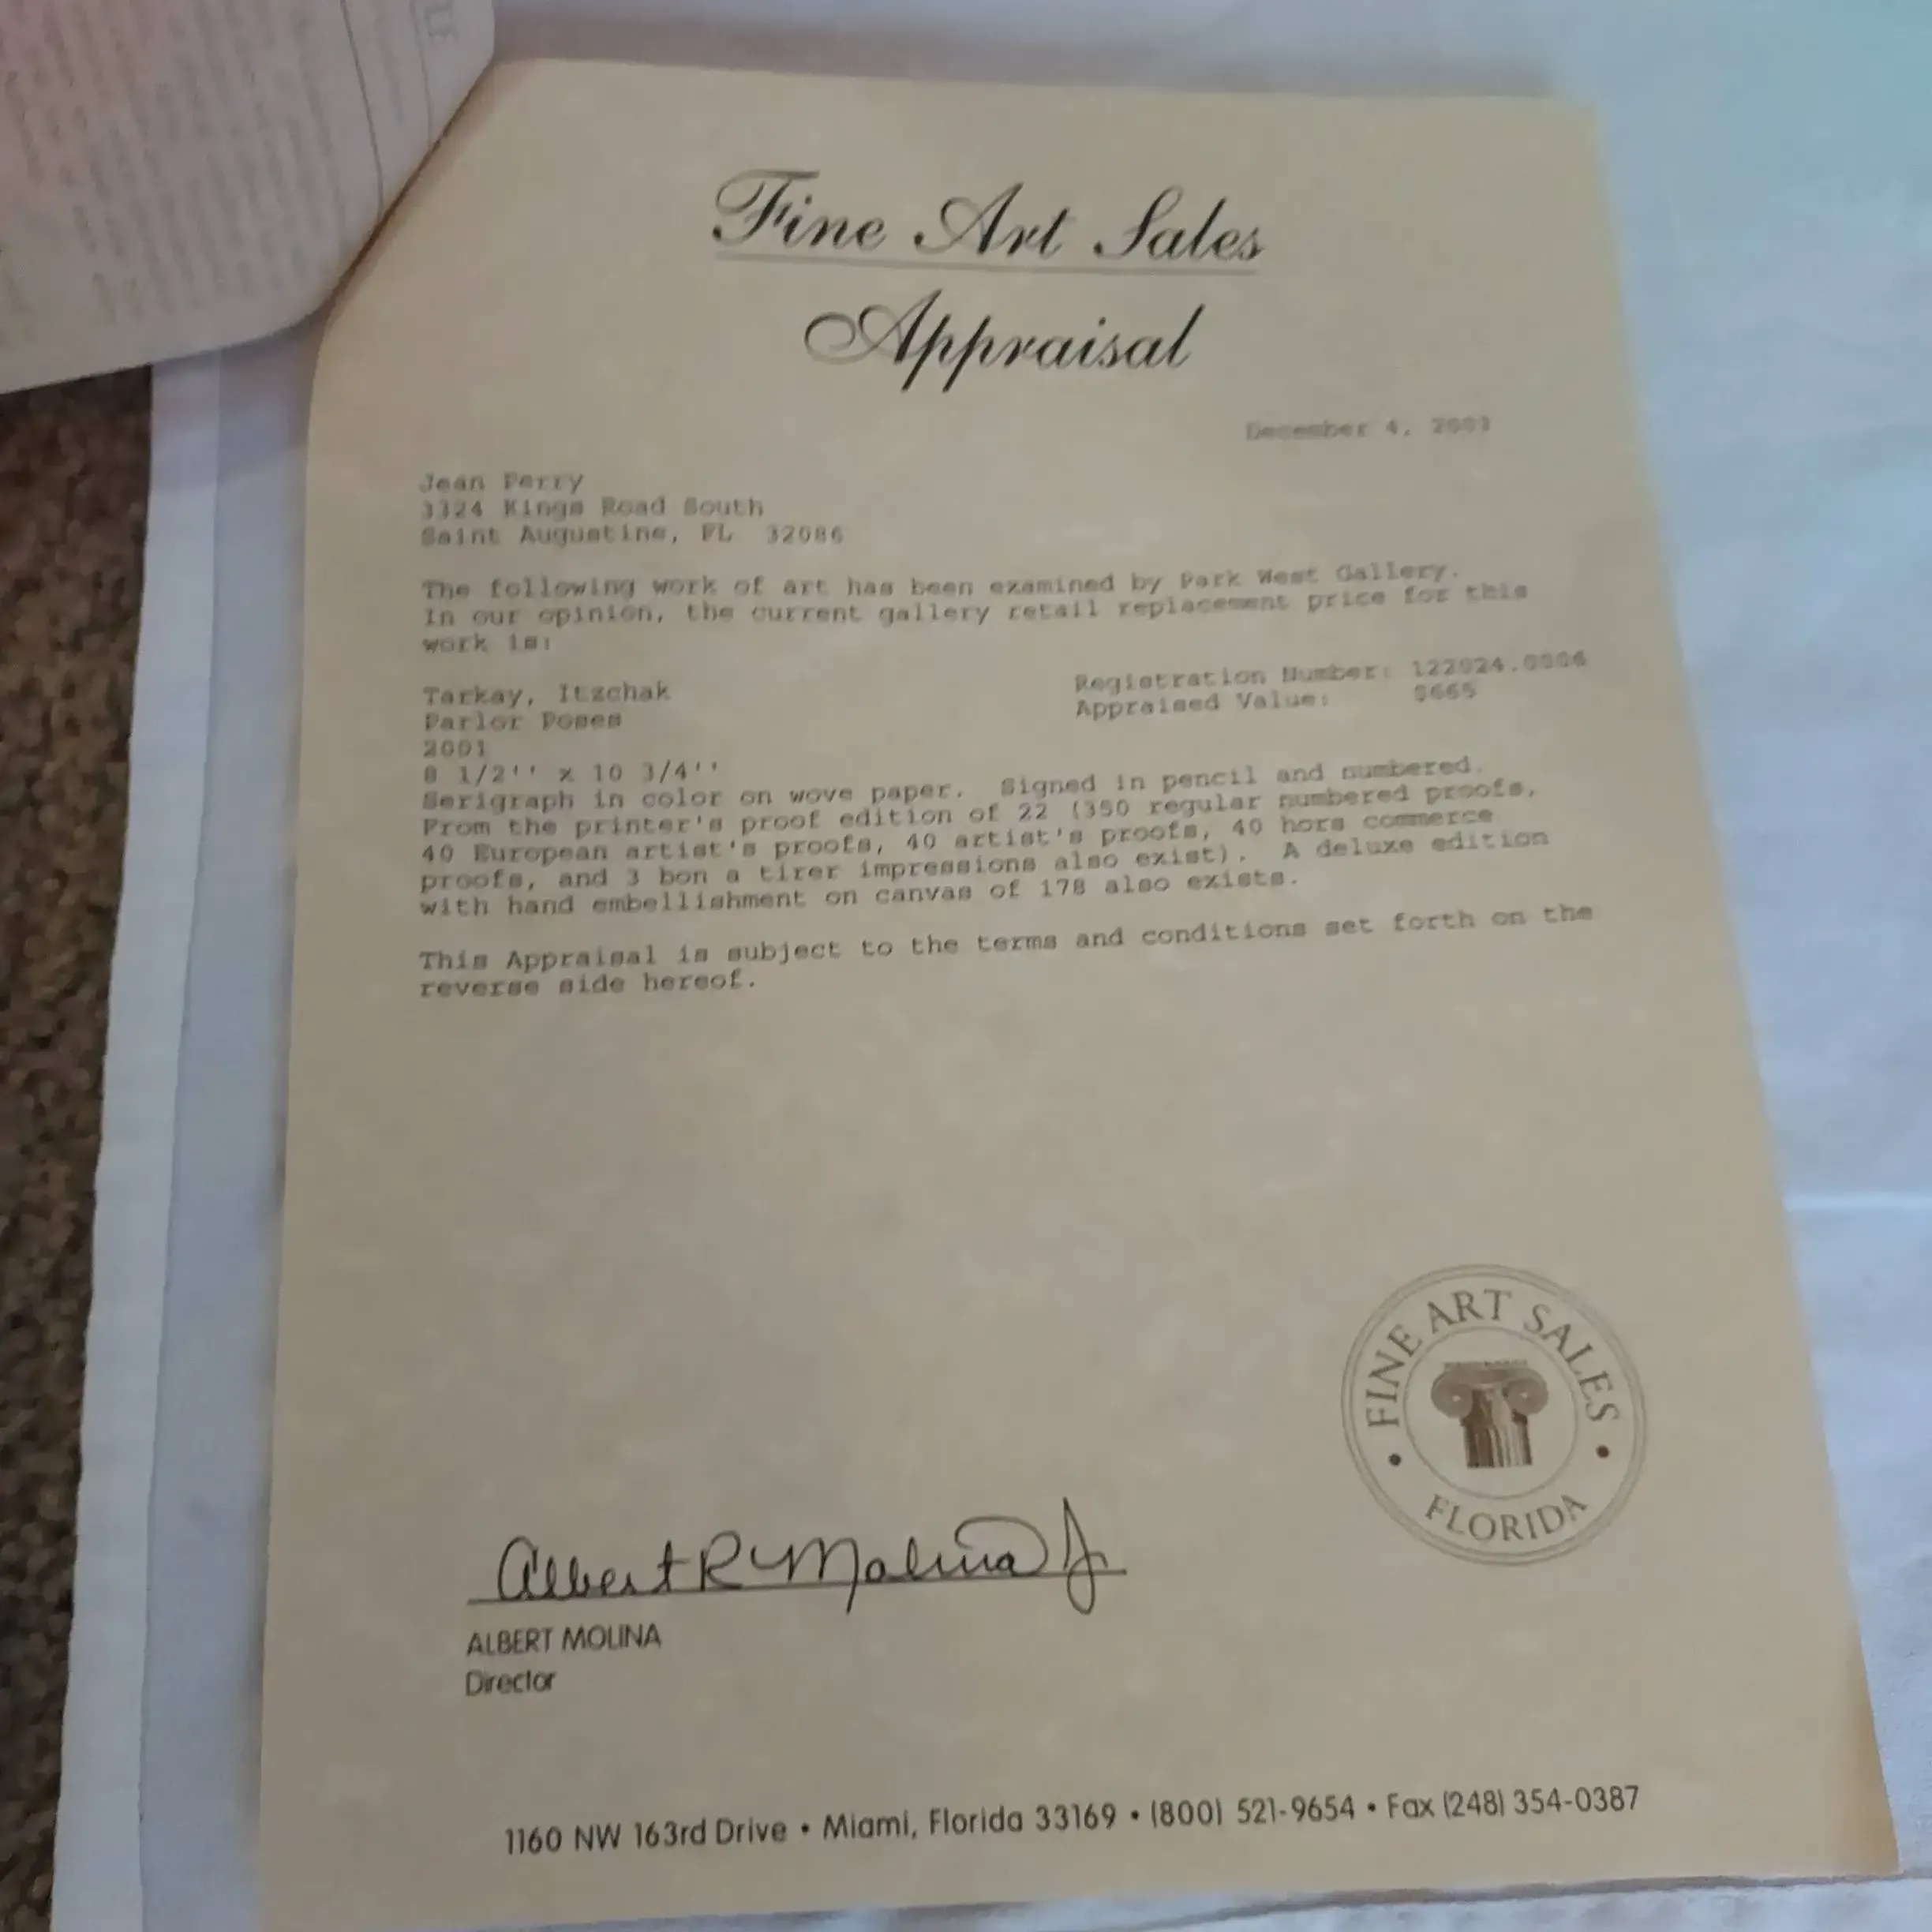 Fine Art Sales
Appraisal
December 4, 2003
Jean Perry
3324 Kings Road South
Saint Augustine, FL 32086
The following work of art has been examined by Park West Gallery.
In our opinion, the current gallery retail replacement price for this
work is:
Tarkay, Itzchak
Registration Number: 122024.0006
Parlor Poses
Appraised Value: $665
2001
8 1/2'' x 10 3/4''
Serigraph in color on wove paper. Signed in pencil and numbered.
From the printer's proof edition of 22 (350 regular numbered proofs,
40 European artist's proofs, 40 artist's proofs, 40 hors commerce
proofs, and 3 bon a tirer impressions also exist). A deluxe edition
with hand embellishment on canvas of 178 also exists.
This Appraisal is subject to the terms and conditions set forth on the
reverse side hereof.
FINE ART SALES
• FLORIDA •
Albert R Molina Jr
ALBERT MOLINA
Director
1160 NW 163rd Drive • Miami, Florida 33169 • (800) 521-9654 • Fax (248) 354-0387